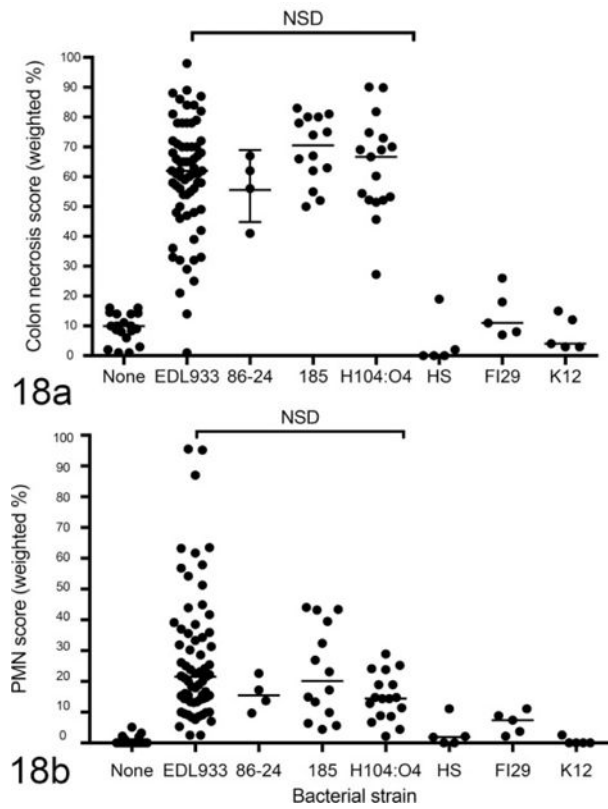 NSD
Colon necrosis score (weighted %)
100
90
80
70
60
50
40
30
20
10
0
None EDL933 86-24 185 H104:O4 HS FI29 K12
18a
NSD
PMN score (weighted %)
100
90
80
70
60
50
40
30
20
10
0
None EDL933 86-24 185 H104:O4 HS FI29 K12
18b
Bacterial strain